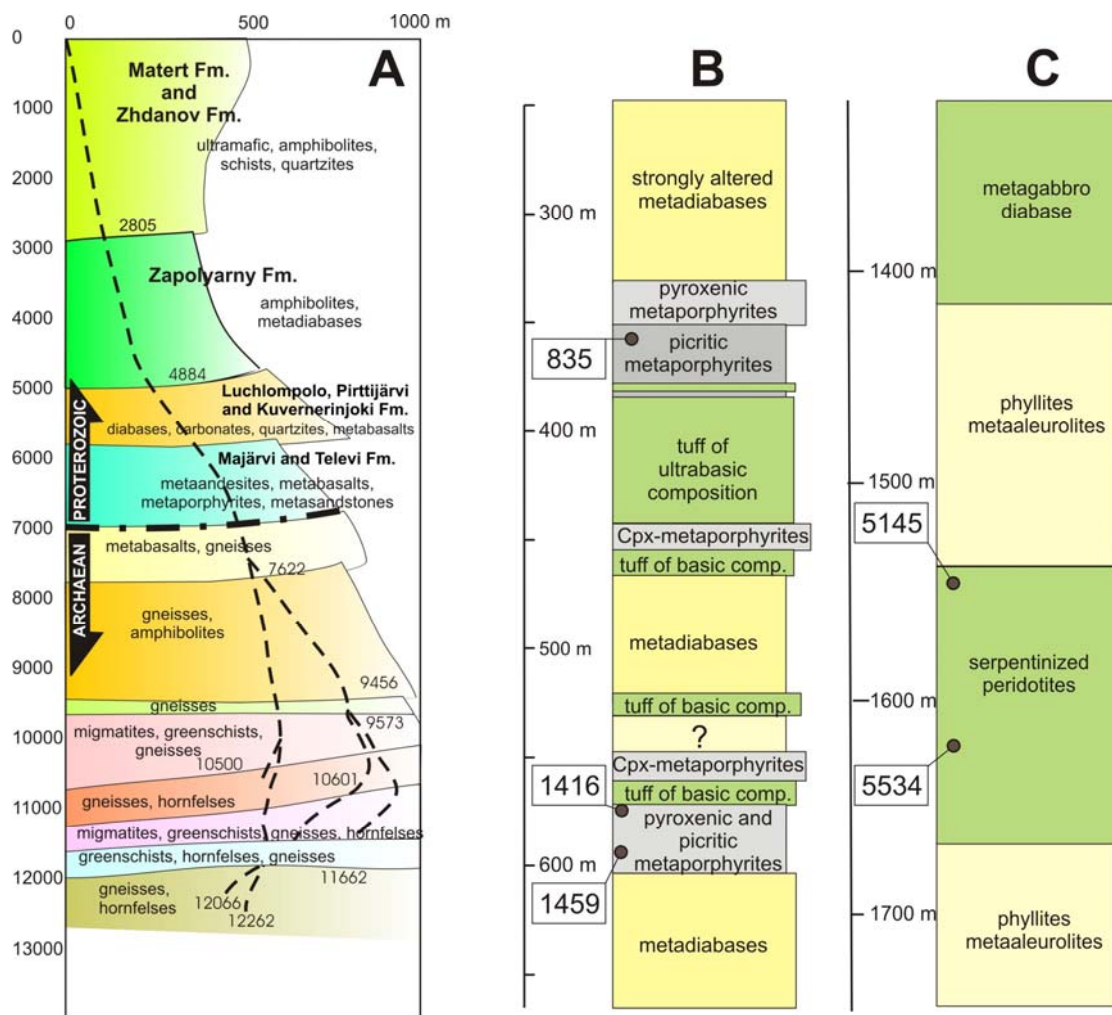 0 500 1000 m
A
0
1000
2000
3000
4000
5000
6000
7000
8000
9000
10000
11000
12000
13000
Matert Fm.
and
Zhdanov Fm.
ultramafic, amphibolites,
schists, quartzites
2805
Zapolyarny Fm.
amphibolites,
metadiabases
4884
Luchlompolo, Pirttijärvi
and Kuvernerinjoki Fm.
diabases, carbonates, quartzites, metabasalts
PROTEROZOIC
Majärvi and Televi Fm.
metaandesites, metabasalts,
metaporphyrites, metasandstones
ARCHAEAN
metabasalts, gneisses
7622
gneisses,
amphibolites
9456
gneisses
9573
migmatites, greenschists,
gneisses
10500
10601
gneisses, hornfelses
migmatites, greenschists, gneisses, hornfelses
greenschists, hornfelses, gneisses
11662
gneisses,
hornfelses
12066
12262
B
300 m
400 m
500 m
600 m
strongly altered
metadiabases
pyroxenic
metaporphyrites
835
picritic
metaporphyrites
tuff of
ultrabasic
composition
Cpx-metaporphyrites
tuff of basic comp.
metadiabases
tuff of basic comp.
?
Cpx-metaporphyrites
1416
tuff of basic comp.
pyroxenic and
picritic
metaporphyrites
1459
metadiabases
C
1400 m
1500 m
1600 m
1700 m
metagabbro
diabase
phyllites
metaaleurolites
5145
serpentinized
peridotites
5534
phyllites
metaaleurolites